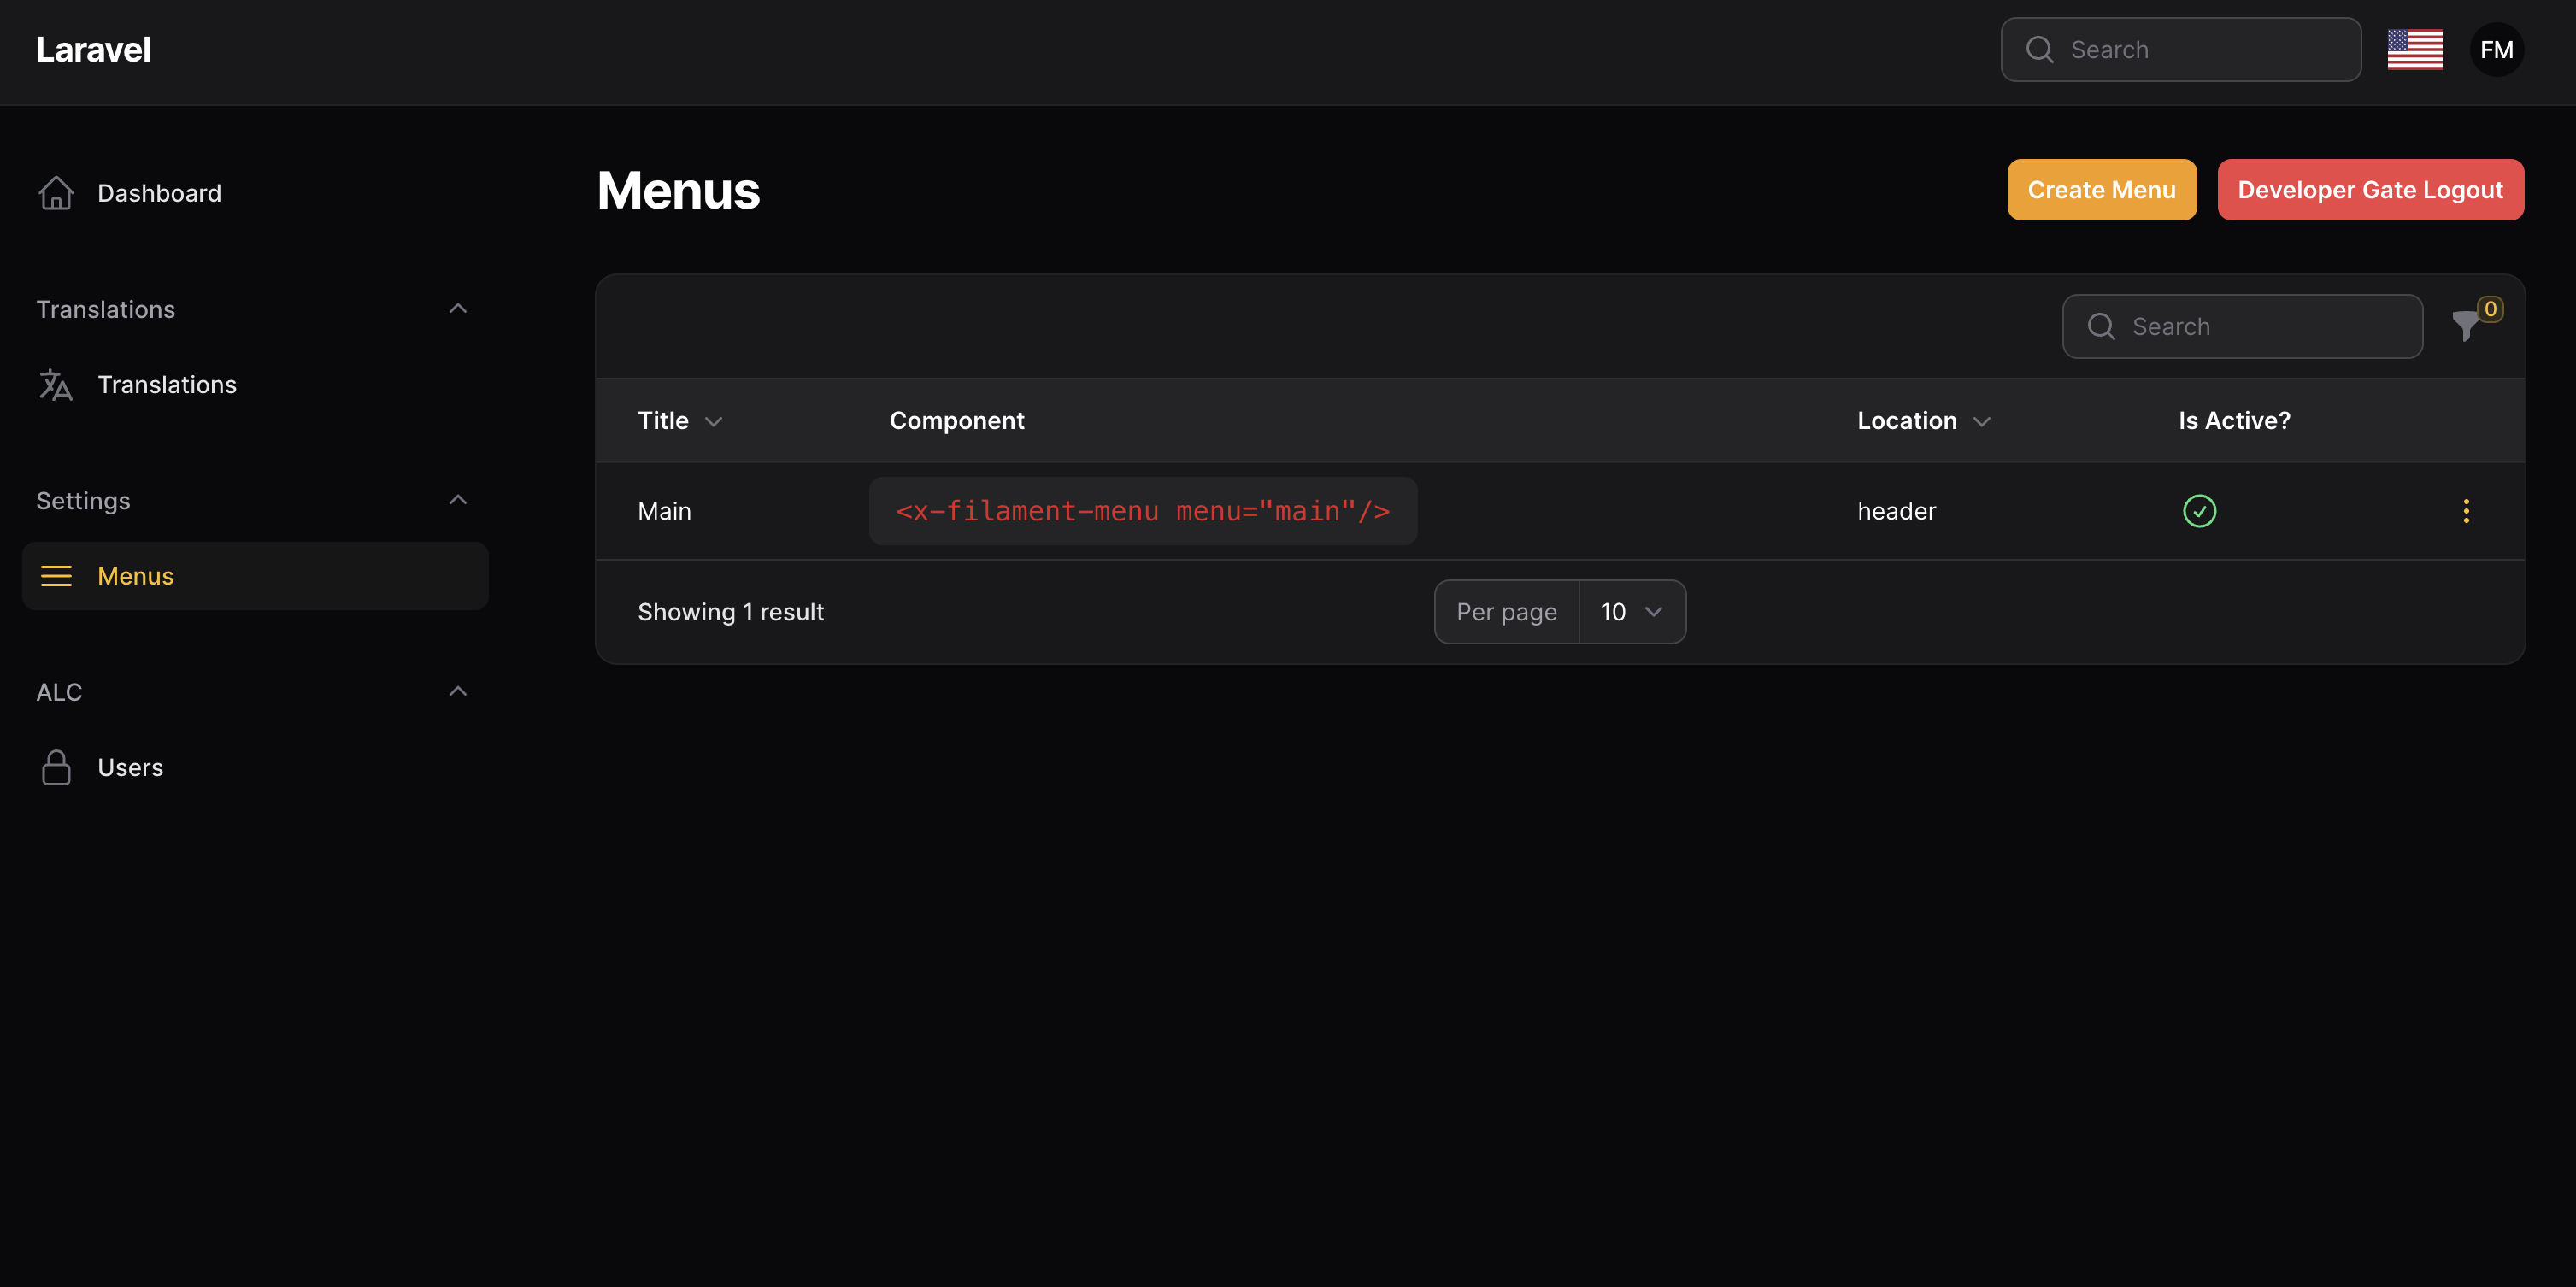 Laravel
Search
FM
Dashboard
Translations
Translations
Settings
Menus
ALC
Users
Menus
Create Menu
Developer Gate Logout
Search
0
Title
Component
Location
Is Active?
Main
<x-filament-menu menu="main"/>
header
Showing 1 result
Per page
10